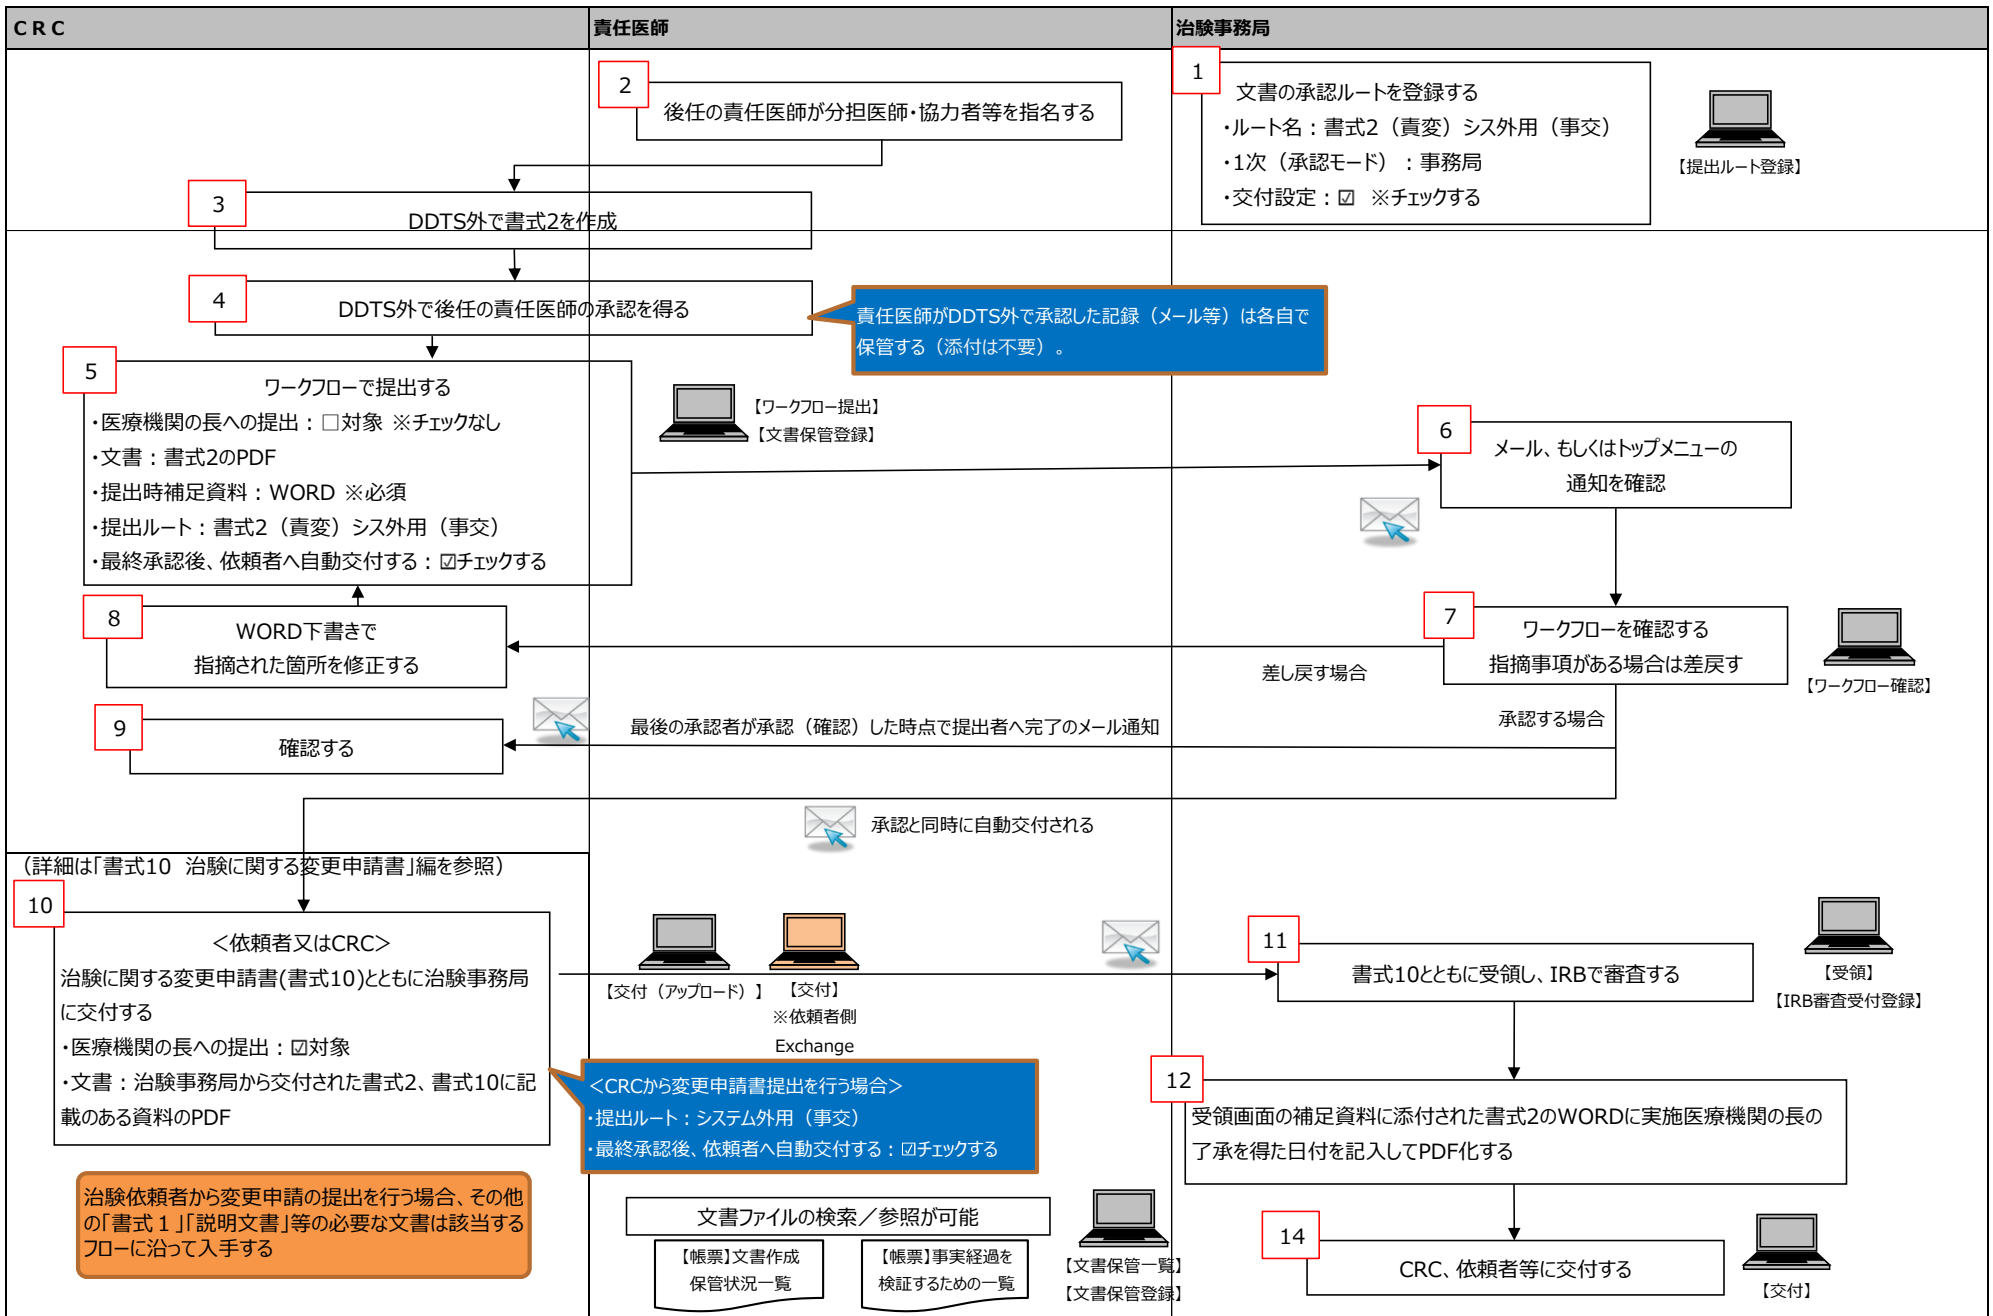 ＣＲＣ
責任医師
治験事務局
1
文書の承認ルートを登録する
・ルート名：書式2（責変）シス外用（事交）
・1次（承認モード）：事務局
・交付設定：☑ ※チェックする
【提出ルート登録】
2
後任の責任医師が分担医師・協力者等を指名する
3
DDTS外で書式2を作成
4
DDTS外で後任の責任医師の承認を得る
責任医師がDDTS外で承認した記録（メール等）は各自で
保管する（添付は不要）。
5
ワークフローで提出する
・医療機関の長への提出：□対象 ※チェックなし
・文書：書式2のPDF
・提出時補足資料：WORD ※必須
・提出ルート：書式2（責変）シス外用（事交）
・最終承認後、依頼者へ自動交付する：☑チェックする
【ワークフロー提出】
【文書保管登録】
6
メール、もしくはトップメニューの
通知を確認
7
ワークフローを確認する
指摘事項がある場合は差戻す
【ワークフロー確認】
差し戻す場合
承認する場合
8
WORD下書きで
指摘された箇所を修正する
9
確認する
最後の承認者が承認（確認）した時点で提出者へ完了のメール通知
承認と同時に自動交付される
（詳細は「書式10　治験に関する変更申請書」編を参照）
10
＜依頼者又はCRC＞
治験に関する変更申請書(書式10)とともに治験事務局
に交付する
・医療機関の長への提出：☑対象
・文書：治験事務局から交付された書式2、書式10に記
載のある資料のPDF
【交付（アップロード）】
【交付】
※依頼者側
Exchange
＜CRCから変更申請書提出を行う場合＞
・提出ルート：システム外用（事交）
・最終承認後、依頼者へ自動交付する：☑チェックする
11
書式10とともに受領し、IRBで審査する
【受領】
【IRB審査受付登録】
12
受領画面の補足資料に添付された書式2のWORDに実施医療機関の長の
了承を得た日付を記入してPDF化する
14
CRC、依頼者等に交付する
【交付】
治験依頼者から変更申請の提出を行う場合、その他
の「書式１」「説明文書」等の必要な文書は該当する
フローに沿って入手する
文書ファイルの検索／参照が可能
【帳票】文書作成
保管状況一覧
【帳票】事実経過を
検証するための一覧
【文書保管一覧】
【文書保管登録】